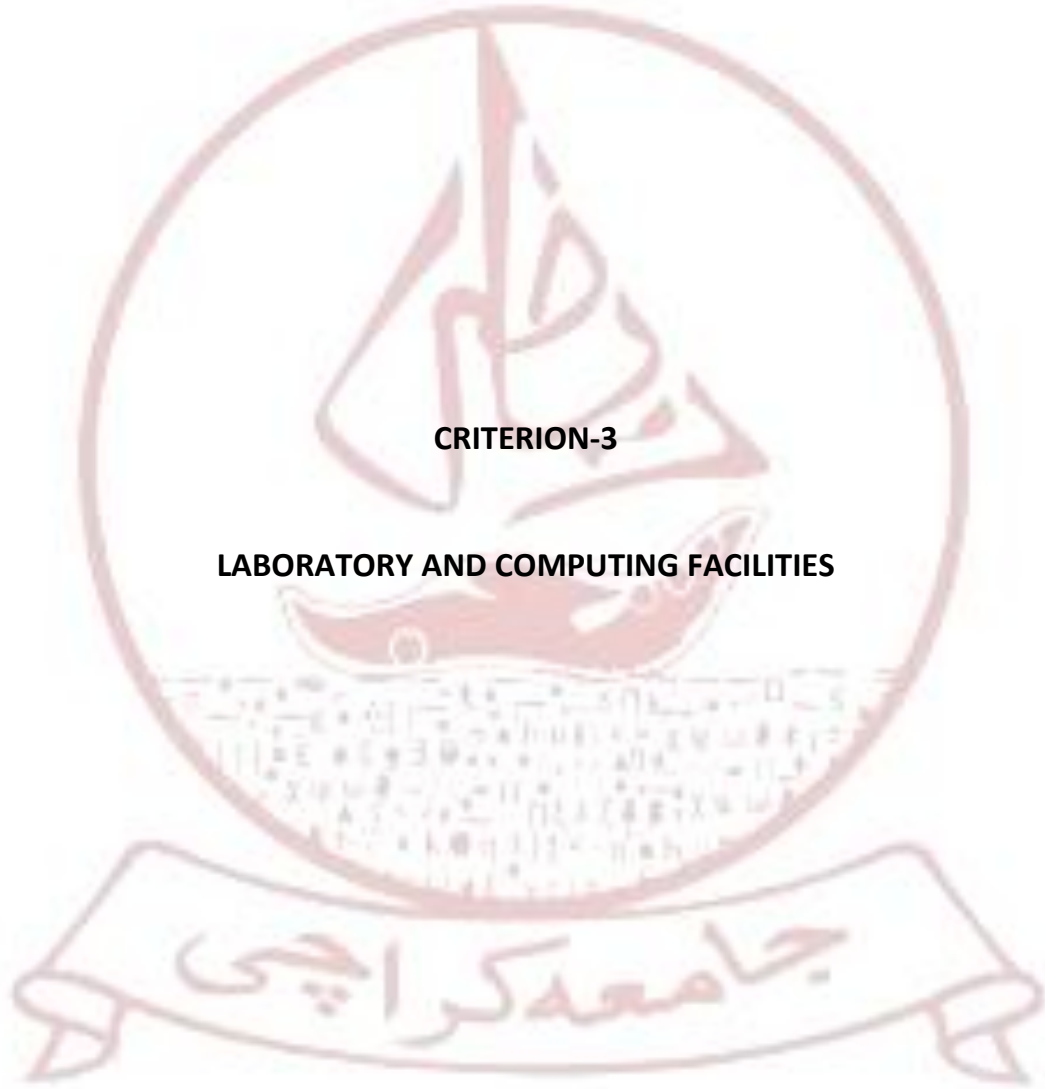 CRITERION-3
LABORATORY AND COMPUTING FACILITIES
جامعہ کراچی